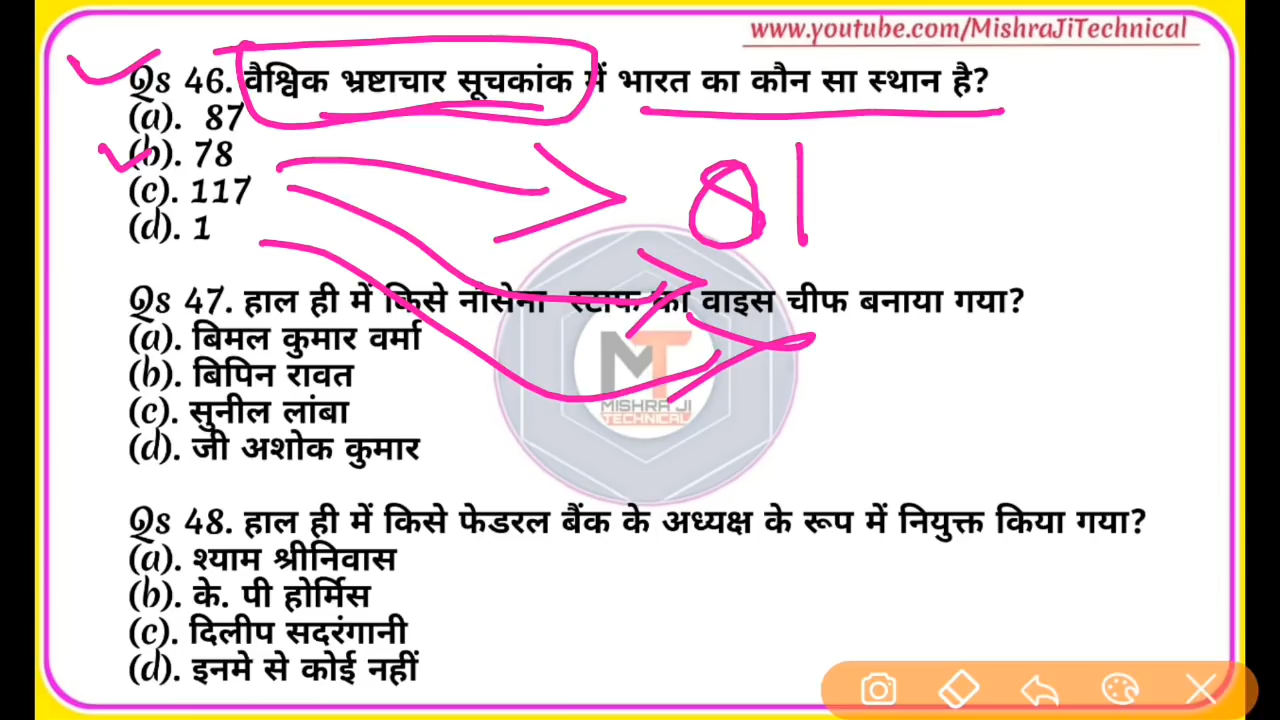 www.youtube.com/MishraJiTechnical
Qs 46. वैश्विक भ्रष्टाचार सूचकांक में भारत का कौन सा स्थान है?
(a). 87
(b). 78
(c). 117
(d). 1
81
Qs 47. हाल ही में किसे नौसेना स्टाफ का वाइस चीफ बनाया गया?
(a). बिमल कुमार वर्मा
(b). बिपिन रावत
(c). सुनील लांबा
(d). जी अशोक कुमार
MT
MISHRA JI
TECHNICAL
Qs 48. हाल ही में किसे फेडरल बैंक के अध्यक्ष के रूप में नियुक्त किया गया?
(a). श्याम श्रीनिवास
(b). के. पी होर्मिस
(c). दिलीप सदरंगानी
(d). इनमे से कोई नहीं